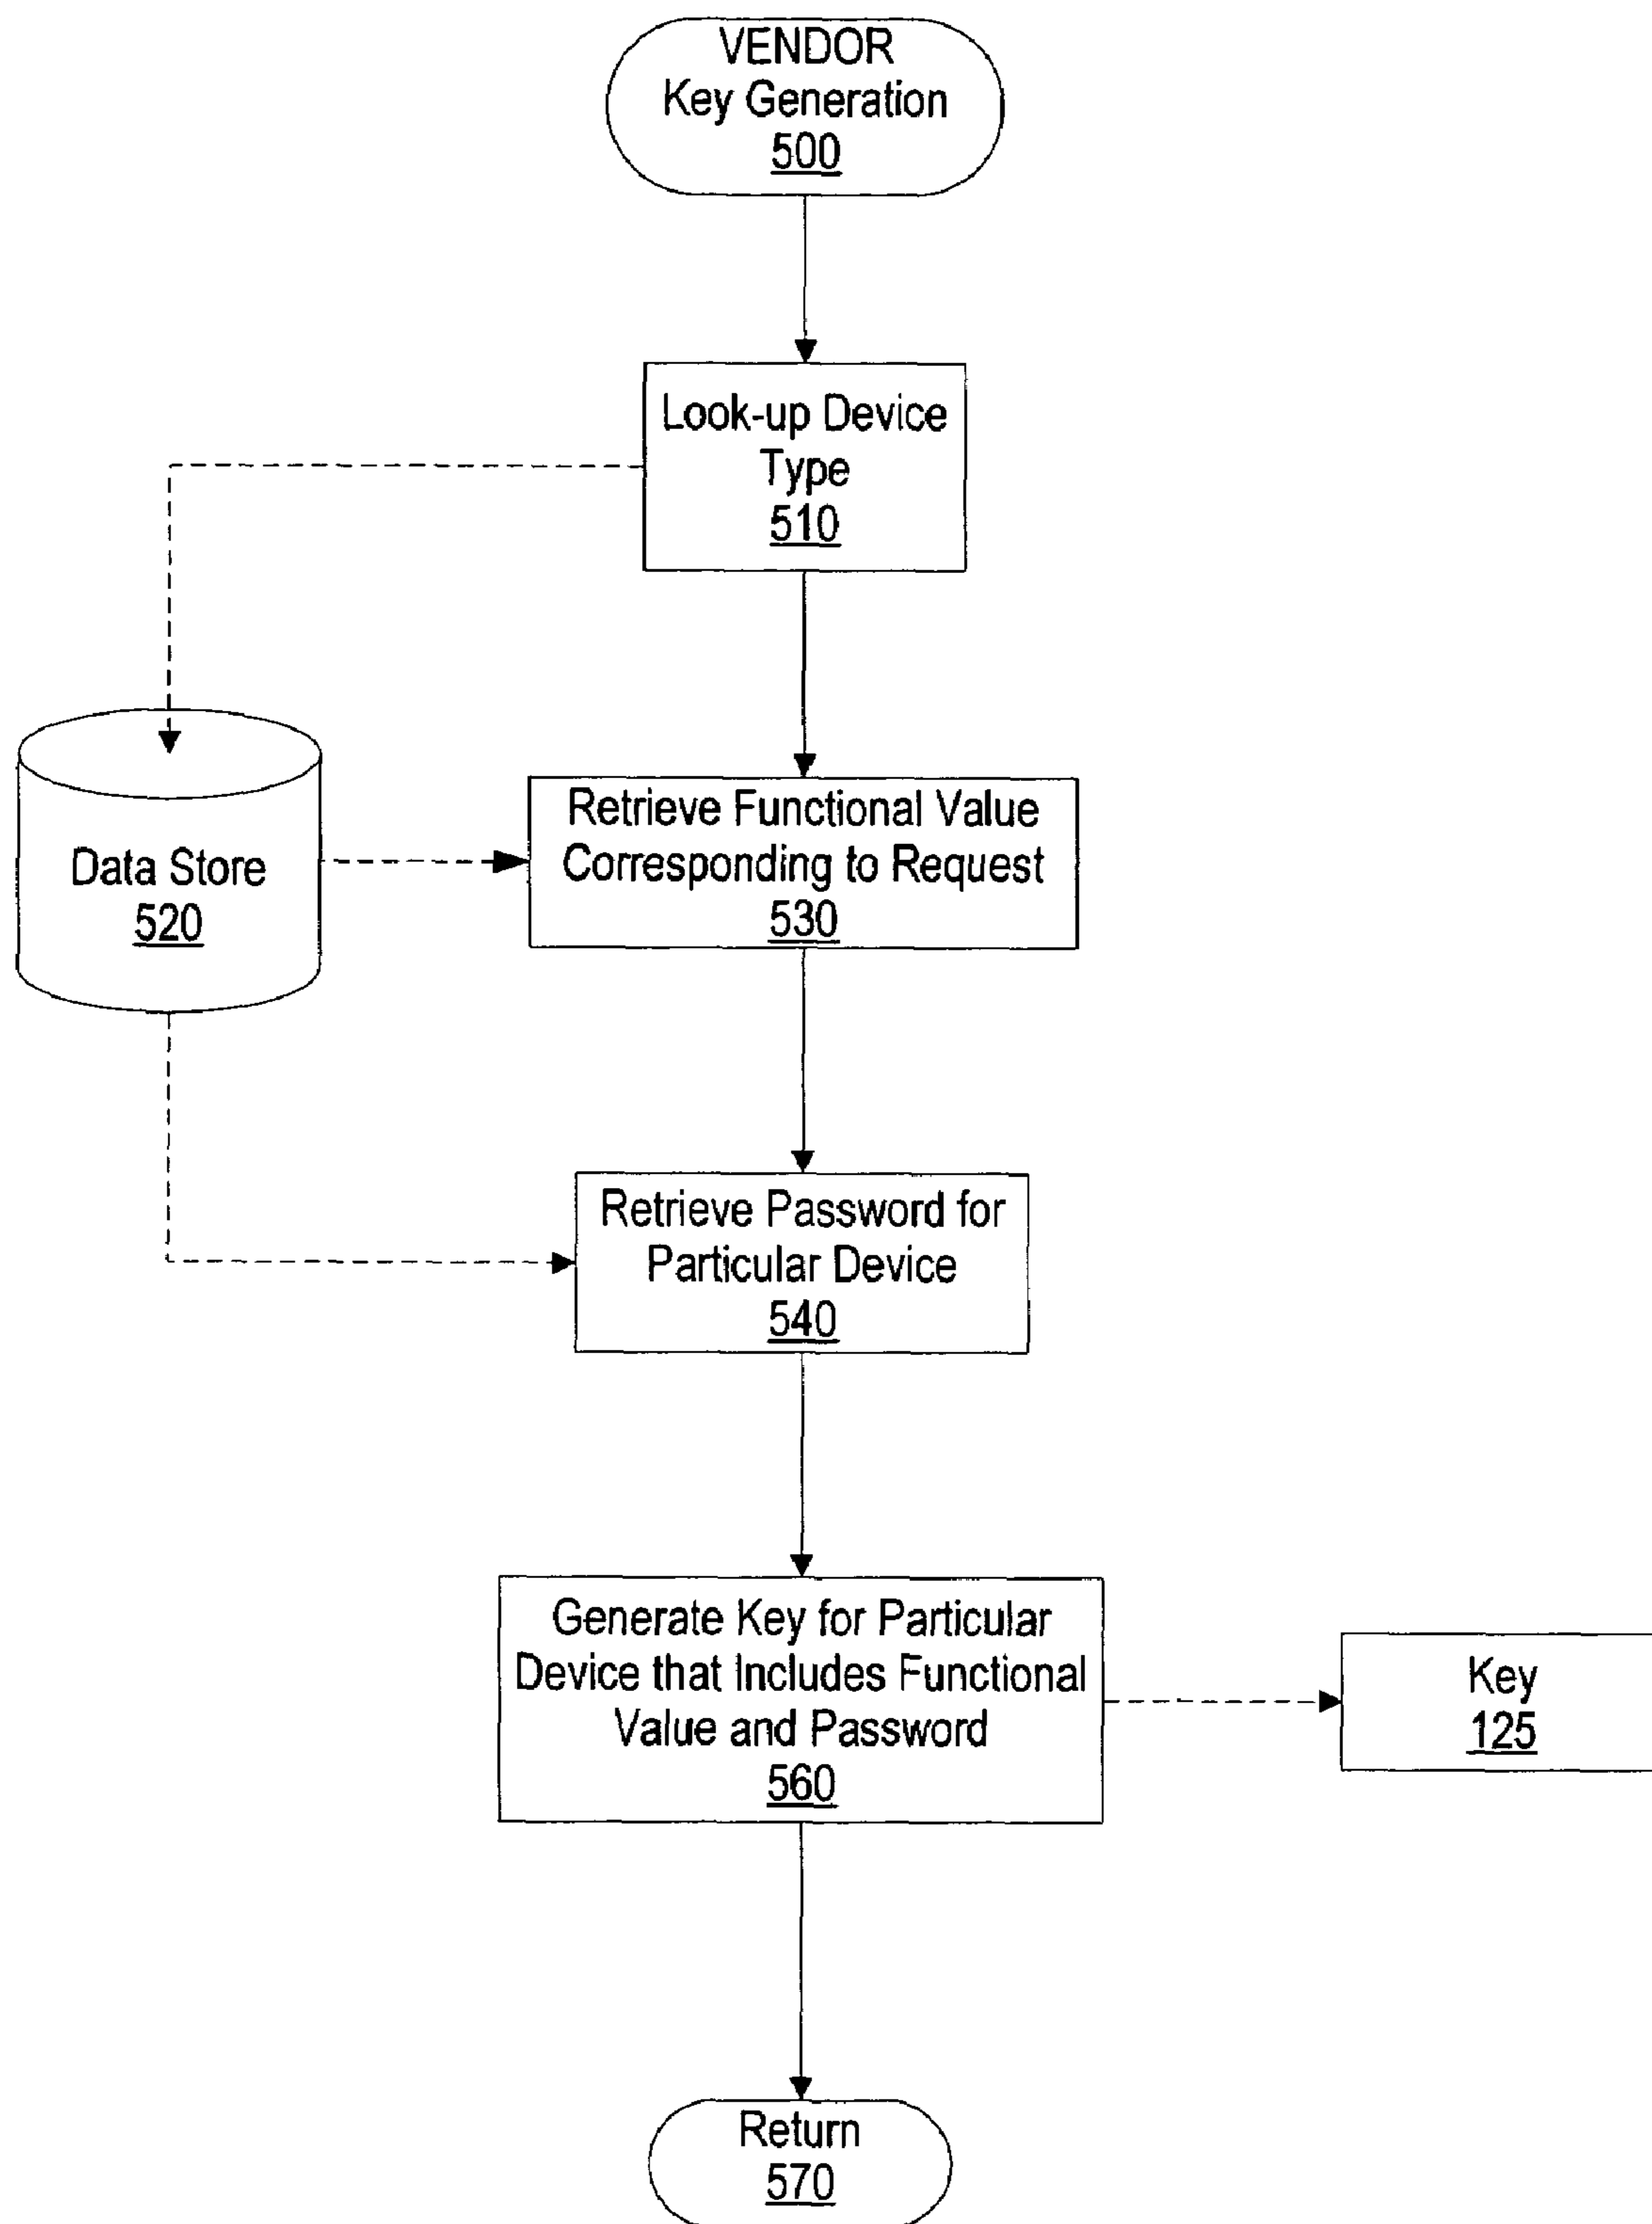 VENDOR
Key Generation
500
Look-up Device
Type
510
Data Store
520
Retrieve Functional Value
Corresponding to Request
530
Retrieve Password for
Particular Device
540
Generate Key for Particular
Device that Includes Functional
Value and Password
560
Key
125
Return
570